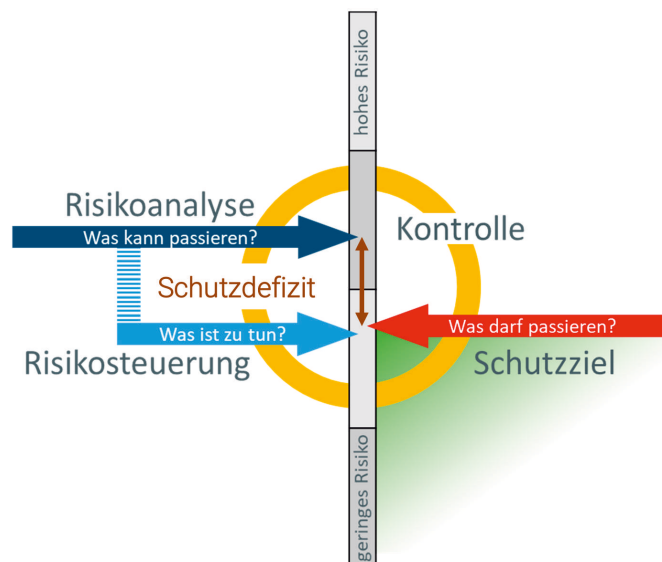 hohes Risiko
Risikoanalyse
Was kann passieren?
Kontrolle
Schutzdefizit
Was ist zu tun?
Was darf passieren?
Risikosteuerung
Schutzziel
geringes Risiko